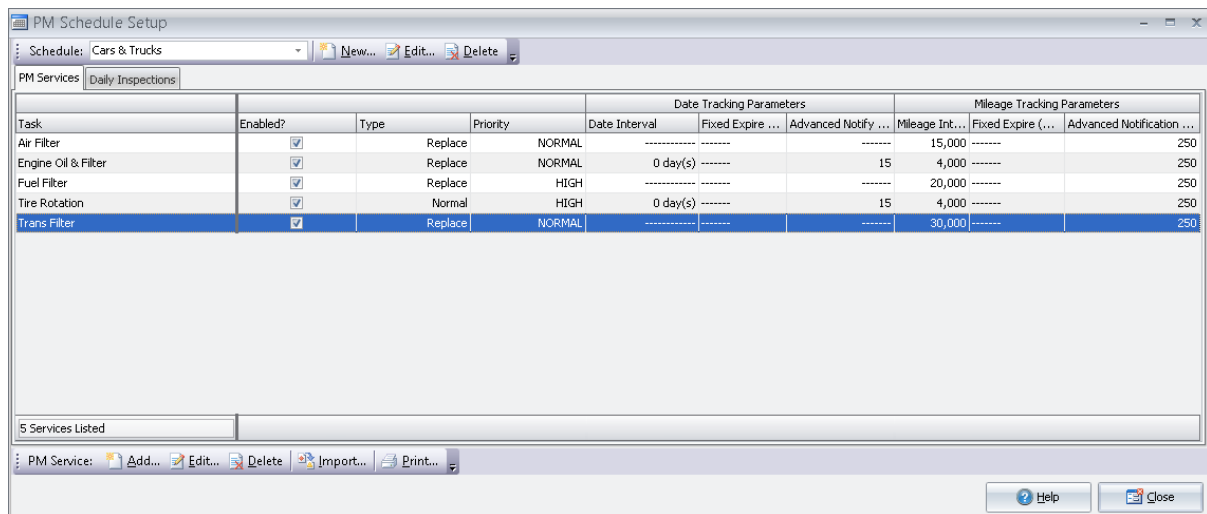 PM Schedule Setup
Schedule: Cars & Trucks New... Edit... Delete
PM Services Daily Inspections
Date Tracking Parameters Mileage Tracking Parameters
Task Enabled? Type Priority Date Interval Fixed Expire ... Advanced Notify ... Mileage Int... Fixed Expire (... Advanced Notification ...
Air Filter Replace NORMAL ------------ ------- ------- 15,000 ------- 250
Engine Oil & Filter Replace NORMAL 0 day(s) ------- 15 4,000 ------- 250
Fuel Filter Replace HIGH ------------ ------- ------- 20,000 ------- 250
Tire Rotation Normal HIGH 0 day(s) ------- 15 4,000 ------- 250
Trans Filter Replace NORMAL ------------ ------- ------- 30,000 ------- 250
5 Services Listed
PM Service: Add... Edit... Delete Import... Print...
Help Close